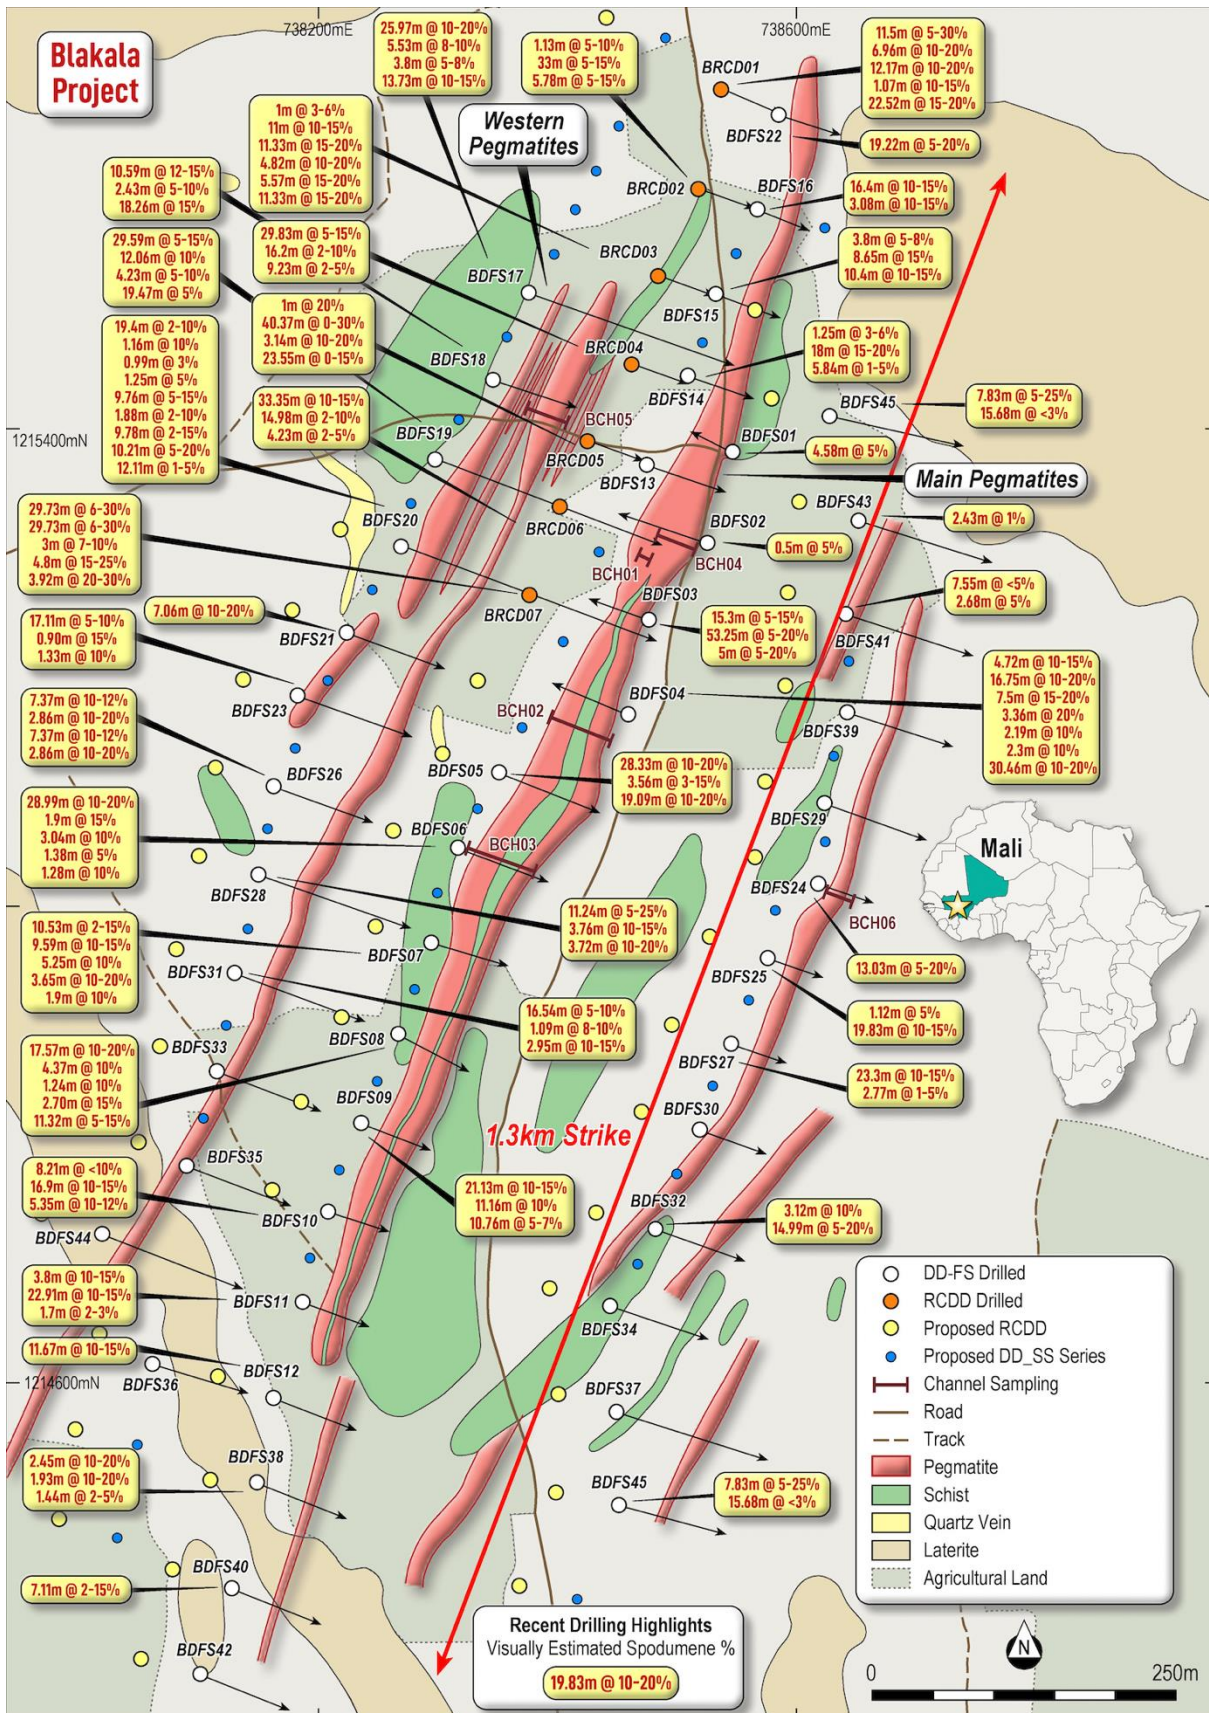 738200mE
738600mE
Blakala
Project
25.97m @ 10-20%
5.53m @ 8-10%
3.8m @ 5-8%
13.73m @ 10-15%
1.13m @ 5-10%
33m @ 5-15%
5.78m @ 5-15%
BRCD01
11.5m @ 5-30%
6.96m @ 10-20%
12.17m @ 10-20%
1.07m @ 10-15%
22.52m @ 15-20%
BDFS22
19.22m @ 5-20%
1m @ 3-6%
11m @ 10-15%
11.33m @ 15-20%
4.82m @ 10-20%
5.57m @ 15-20%
11.33m @ 15-20%
Western
Pegmatites
10.59m @ 12-15%
2.43m @ 5-10%
18.26m @ 15%
BRCD02
BDFS16
16.4m @ 10-15%
3.08m @ 10-15%
29.59m @ 5-15%
12.06m @ 10%
4.23m @ 5-10%
19.47m @ 5%
29.83m @ 5-15%
16.2m @ 2-10%
9.23m @ 2-5%
BRCD03
BDFS17
BDFS15
3.8m @ 5-8%
8.65m @ 15%
10.4m @ 10-15%
1m @ 20%
40.37m @ 0-30%
3.14m @ 10-20%
23.55m @ 0-15%
19.4m @ 2-10%
1.16m @ 10%
0.99m @ 3%
1.25m @ 5%
9.76m @ 5-15%
1.88m @ 2-10%
9.78m @ 2-15%
10.21m @ 5-20%
12.11m @ 1-5%
BDFS18
BRCD04
BDFS14
1.25m @ 3-6%
18m @ 15-20%
5.84m @ 1-5%
33.35m @ 10-15%
14.98m @ 2-10%
4.23m @ 2-5%
BCH05
BDFS45
7.83m @ 5-25%
15.68m @ <3%
1215400mN
BDFS19
BRCD05
BDFS13
BDFS01
4.58m @ 5%
Main Pegmatites
29.73m @ 6-30%
29.73m @ 6-30%
3m @ 7-10%
4.8m @ 15-25%
3.92m @ 20-30%
BDFS20
BRCD06
BDFS02
BDFS43
2.43m @ 1%
0.5m @ 5%
BCH01
BCH04
BRCD07
BDFS03
7.55m @ <5%
2.68m @ 5%
17.11m @ 5-10%
0.90m @ 15%
1.33m @ 10%
7.06m @ 10-20%
BDFS21
15.3m @ 5-15%
53.25m @ 5-20%
5m @ 5-20%
BDFS41
7.37m @ 10-12%
2.86m @ 10-20%
7.37m @ 10-12%
2.86m @ 10-20%
BDFS23
BCH02
BDFS04
4.72m @ 10-15%
16.75m @ 10-20%
7.5m @ 15-20%
3.36m @ 20%
2.19m @ 10%
2.3m @ 10%
30.46m @ 10-20%
BDFS39
BDFS26
BDFS05
28.33m @ 10-20%
3.56m @ 3-15%
19.09m @ 10-20%
28.99m @ 10-20%
1.9m @ 15%
3.04m @ 10%
1.38m @ 5%
1.28m @ 10%
BDFS06
BCH03
BDFS29
Mali
BDFS28
BDFS24
BCH06
10.53m @ 2-15%
9.59m @ 10-15%
5.25m @ 10%
3.65m @ 10-20%
1.9m @ 10%
BDFS07
11.24m @ 5-25%
3.76m @ 10-15%
3.72m @ 10-20%
13.03m @ 5-20%
BDFS31
BDFS25
1.12m @ 5%
19.83m @ 10-15%
16.54m @ 5-10%
1.09m @ 8-10%
2.95m @ 10-15%
17.57m @ 10-20%
4.37m @ 10%
1.24m @ 10%
2.70m @ 15%
11.32m @ 5-15%
BDFS33
BDFS08
BDFS27
23.3m @ 10-15%
2.77m @ 1-5%
BDFS09
BDFS30
1.3km Strike
8.21m @ <10%
16.9m @ 10-15%
5.35m @ 10-12%
BDFS35
21.13m @ 10-15%
11.16m @ 10%
10.76m @ 5-7%
BDFS10
BDFS32
3.12m @ 10%
14.99m @ 5-20%
BDFS44
3.8m @ 10-15%
22.91m @ 10-15%
1.7m @ 2-3%
BDFS11
BDFS34
11.67m @ 10-15%
BDFS36
BDFS12
1214600mN
BDFS37
2.45m @ 10-20%
1.93m @ 10-20%
1.44m @ 2-5%
BDFS38
BDFS45
7.83m @ 5-25%
15.68m @ <3%
7.11m @ 2-15%
BDFS40
BDFS42
Legend
DD-FS Drilled
RCDD Drilled
Proposed RCDD
Proposed DD_SS Series
Channel Sampling
Road
Track
Pegmatite
Schist
Quartz Vein
Laterite
Agricultural Land
Recent Drilling Highlights
Visually Estimated Spodumene %
19.83m @ 10-20%
N
0
250m